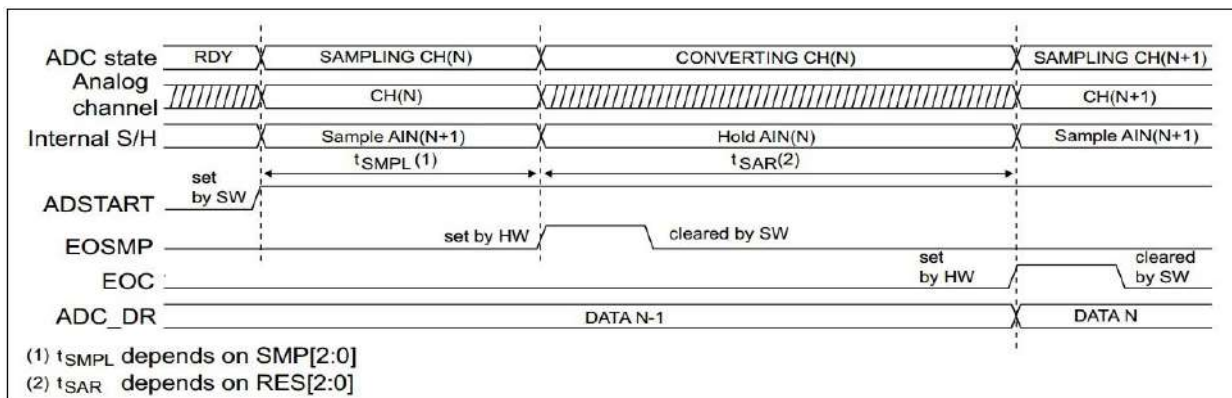 ADC state RDY SAMPLING CH(N) CONVERTING CH(N) SAMPLING CH(N+1)
Analog channel CH(N) CH(N+1)
Internal S/H Sample AIN(N+1) Hold AIN(N) Sample AIN(N+1)
tSMPL(1) tSAR(2)
ADSTART set by SW
EOSMP set by HW cleared by SW
EOC set by HW cleared by SW
ADC_DR DATA N-1 DATA N
(1) tSMPL depends on SMP[2:0]
(2) tSAR depends on RES[2:0]